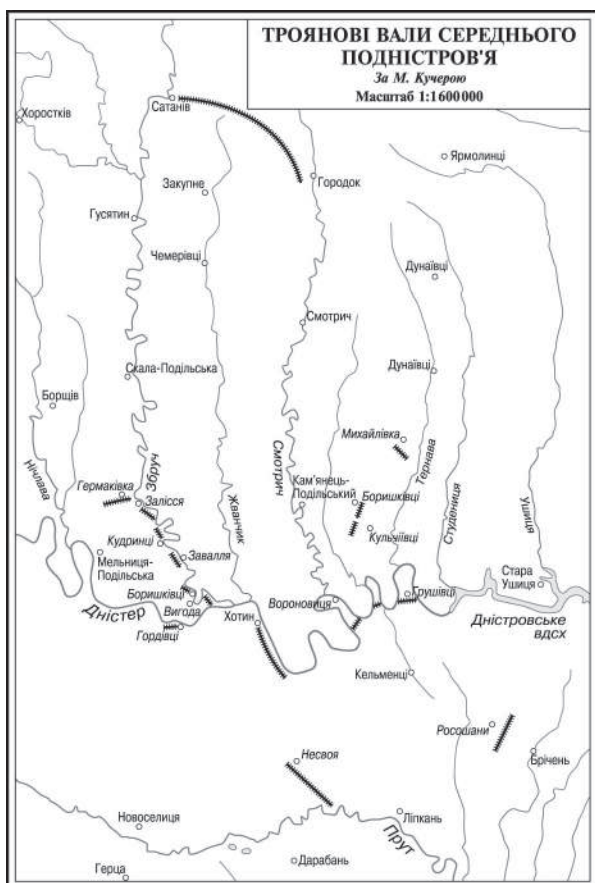 ТРОЯНОВІ ВАЛИ СЕРЕДНЬОГО
ПОДНІСТРОВ'Я
За М. Кучерою
Масштаб 1:1600000
Сатанів
Хоростків
Ярмолинці
Закупне
Городок
Гусятин
Чемерівці
Дунаївці
Смотрич
Скала-Подільська
Дунаївці
Борщів
Михайлівка
Нічлава
Збруч
Жванчик
Смотрич
Тернава
Студениця
Ушиця
Гермаківка
Залісся
Кам'янець-
Подільський
Боришківці
Кульчіївці
Кудринці
Завалля
Мельниця-
Подільська
Боришківці
Вигода
Вороновиця
Грушівці
Стара
Ушиця
Дністер
Гордівці
Хотин
Дністровське
вдсх
Кельменці
Росошани
Брічень
Несвоя
Новоселиця
Ліпкань
Прут
Герца
Дарабань